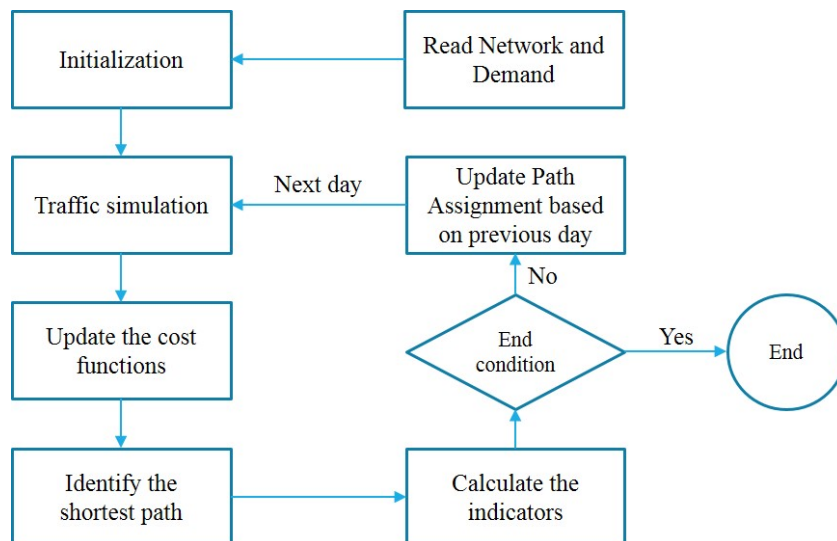 Initialization
Read Network and
Demand
Traffic simulation
Next day
Update Path
Assignment based
on previous day
No
Update the cost
functions
End
condition
Yes
End
Identify the
shortest path
Calculate the
indicators